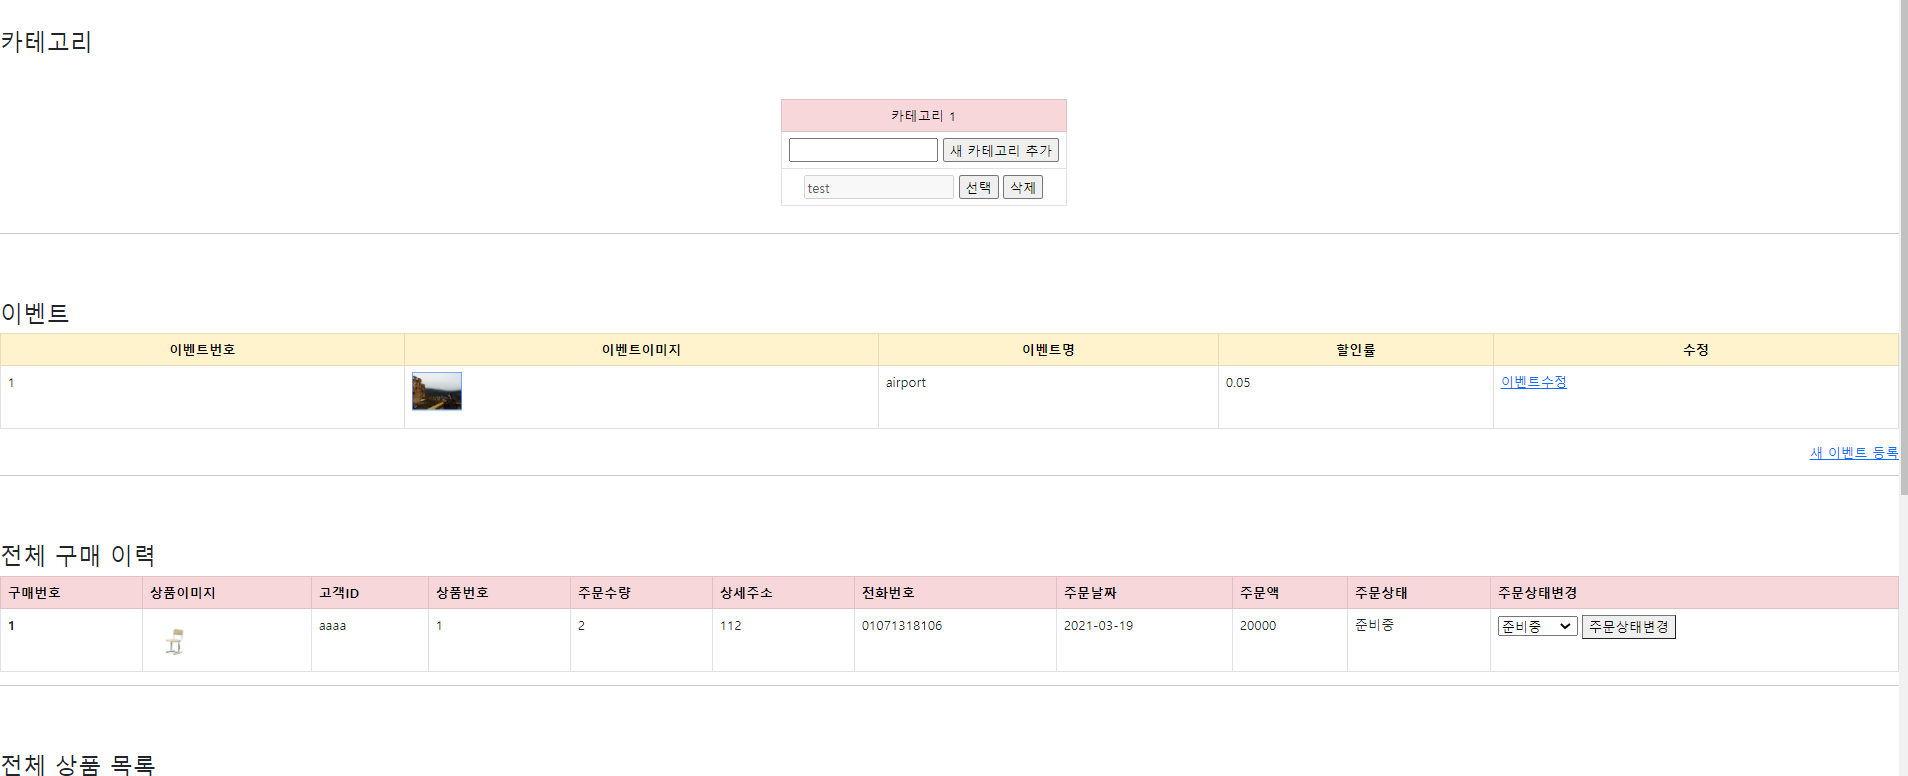 카테고리
카테고리 1
새 카테고리 추가
test 선택 삭제
이벤트
이벤트번호 이벤트이미지 이벤트명 할인률 수정
1 airport 0.05 이벤트수정
새 이벤트 등록
전체 구매 이력
구매번호 상품이미지 고객ID 상품번호 주문수량 상세주소 전화번호 주문날짜 주문액 주문상태 주문상태변경
1 aaaa 1 2 112 01071318106 2021-03-19 20000 준비중 준비중 주문상태변경
전체 상품 목록